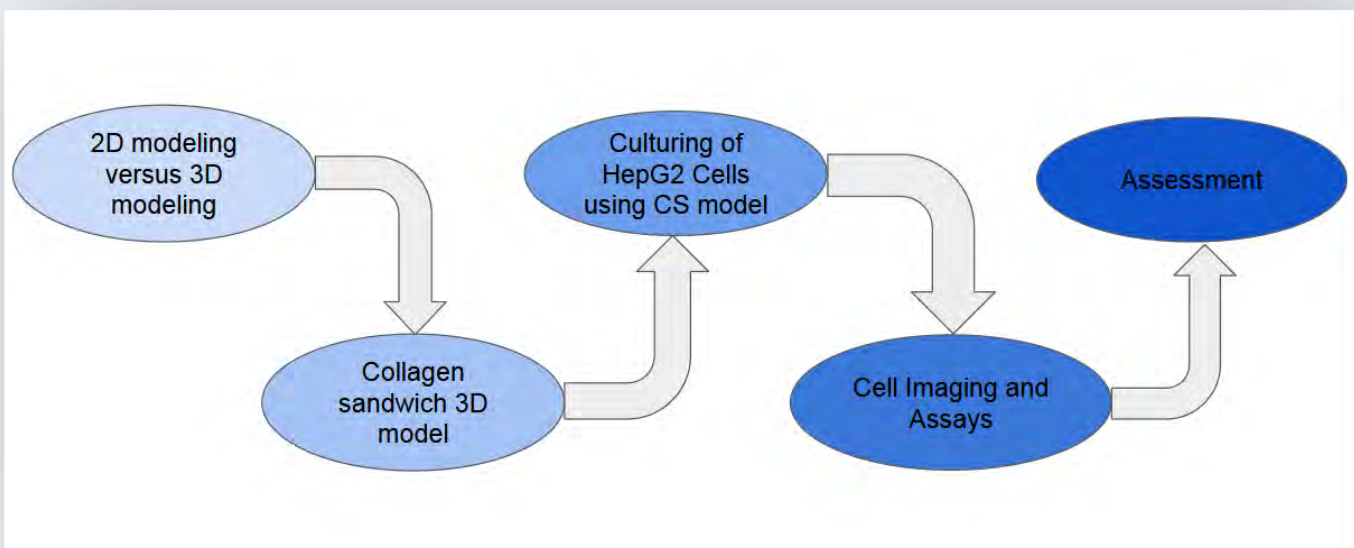 2D modeling
versus 3D
modeling
Collagen
sandwich 3D
model
Culturing of
HepG2 Cells
using CS model
Cell Imaging and
Assays
Assessment